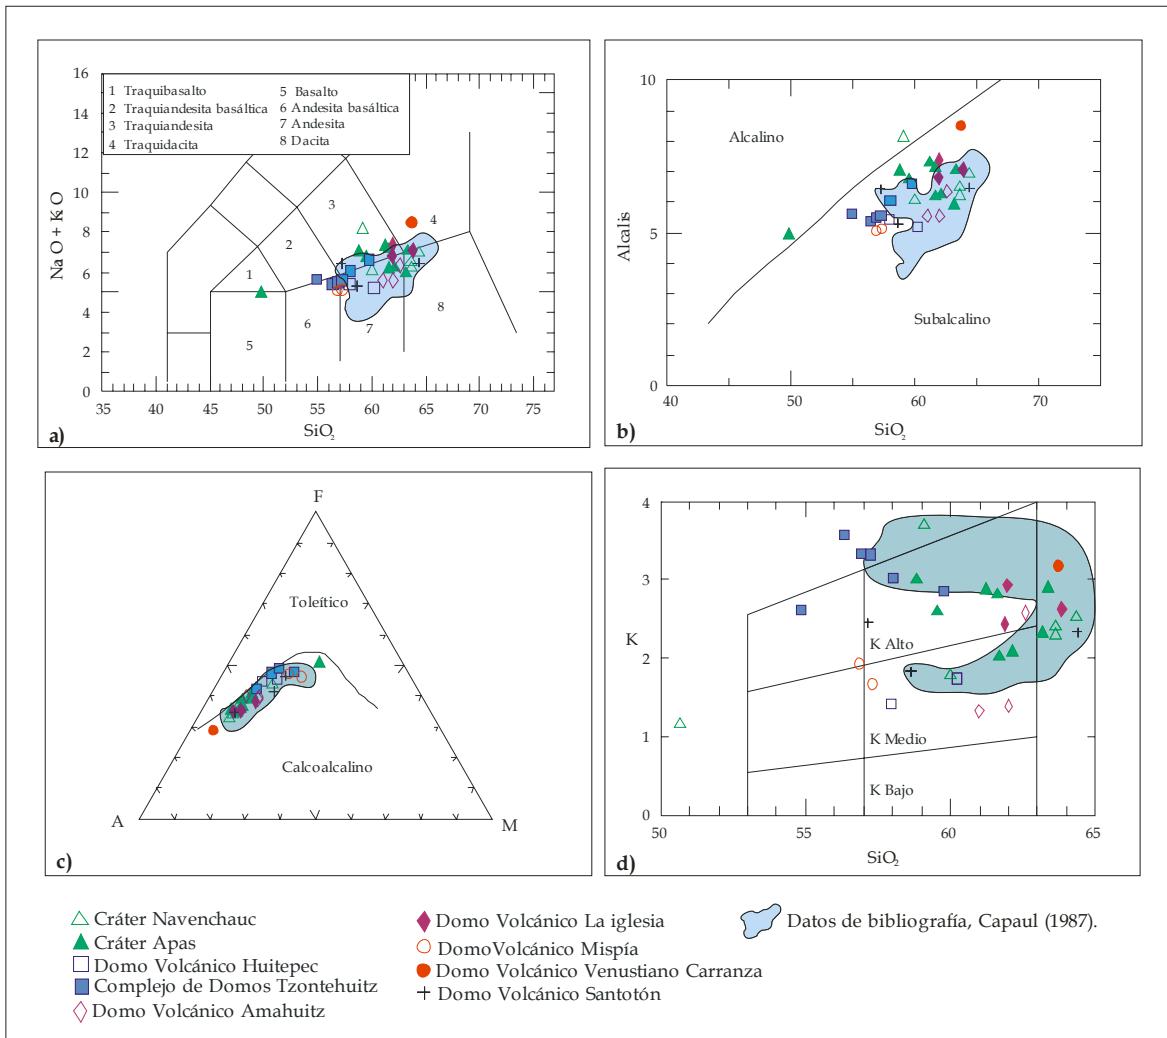 16
14
12
10
8
6
4
2
0
Na O + K O
1 Traquibasalto
2 Traquiandesita basáltica
3 Traquiandesita
4 Traquidacita
5 Basalto
6 Andesita basáltica
7 Andesita
8 Dacita
3
4
2
1
5
6
7
8
35 40 45 50 55 60 65 70 75
SiO₂
a)
10
5
0
Alcalis
Alcalino
Subalcalino
40 50 60 70
SiO₂
b)
F
Toleítico
Calcoalcalino
A
M
c)
4
3
2
1
0
K
K Alto
K Medio
K Bajo
50 55 60 65
SiO₂
d)
Cráter Navenchauc
Cráter Apas
Domo Volcánico Huitepec
Complejo de Domos Tzontehuitz
Domo Volcánico Amahuitz
Domo Volcánico La iglesia
DomoVolcánico Mispía
Domo Volcánico Venustiano Carranza
Domo Volcánico Santotón
Datos de bibliografía, Capaul (1987).